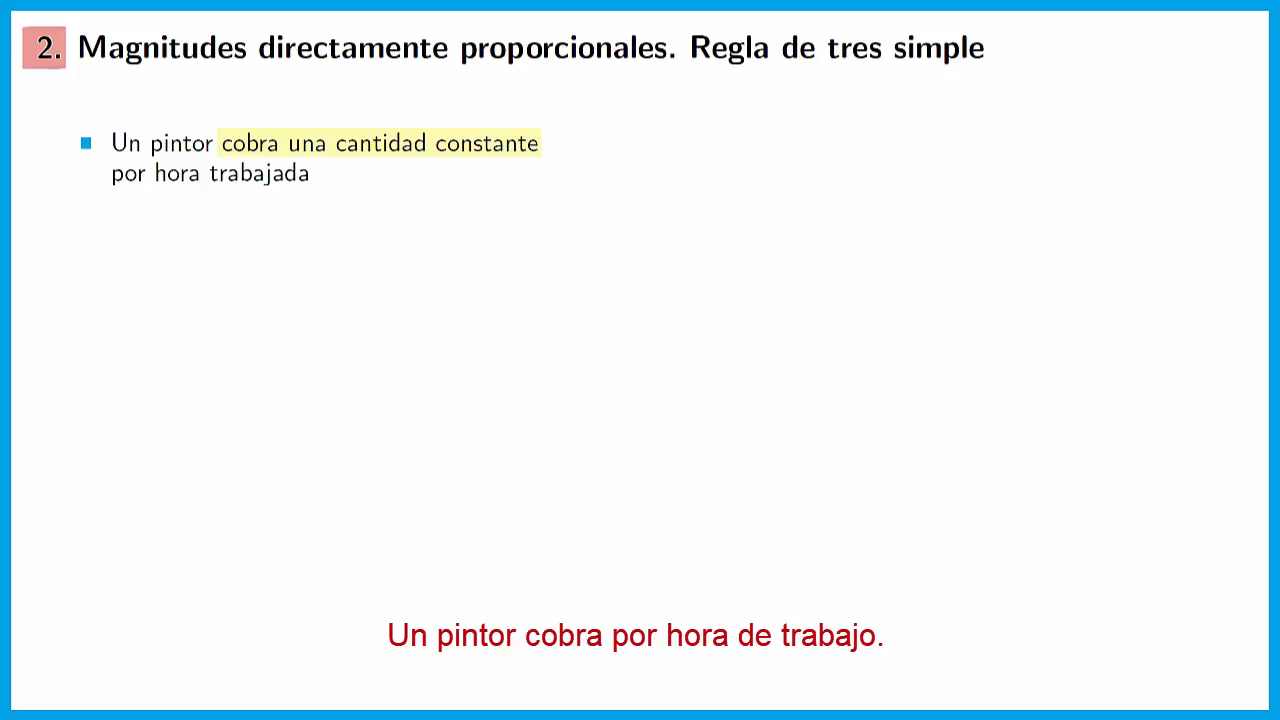 2. Magnitudes directamente proporcionales. Regla de tres simple
Un pintor cobra una cantidad constante
por hora trabajada
Un pintor cobra por hora de trabajo.